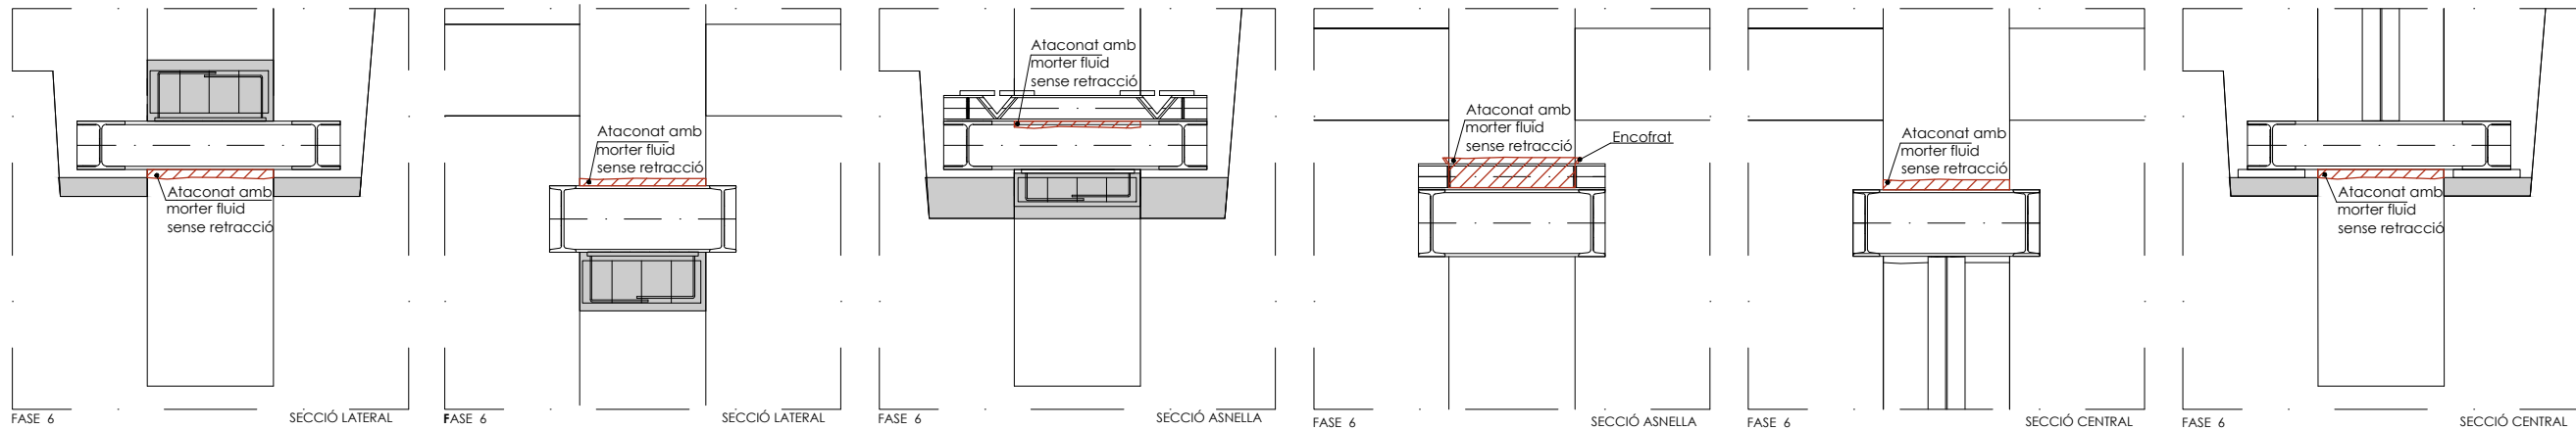 Ataconat amb
morter fluid
sense retracció
FASE 6
SECCIÓ LATERAL
Ataconat amb
morter fluid
sense retracció
FASE 6
SECCIÓ LATERAL
Ataconat amb
morter fluid
sense retracció
FASE 6
SECCIÓ ASNELLA
Ataconat amb
morter fluid
sense retracció
Encofrat
FASE 6
SECCIÓ ASNELLA
Ataconat amb
morter fluid
sense retracció
FASE 6
SECCIÓ CENTRAL
Ataconat amb
morter fluid
sense retracció
FASE 6
SECCIÓ CENTRAL